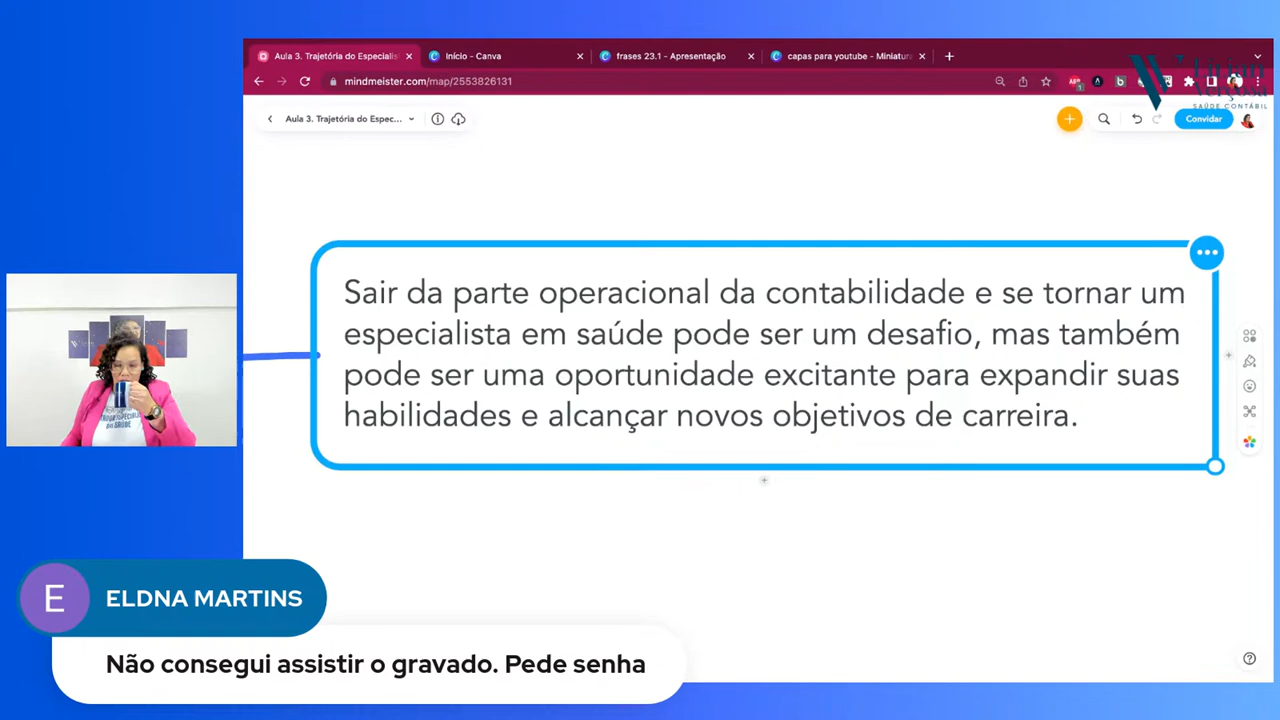 Aula 3. Trajetória do Especialis
Início - Canva
frases 23.1 - Apresentação
capas para youtube - Miniatura
mindmeister.com/map/2553826131
Lírian
Verçosa
SAÚDE CONTÁBIL
Aula 3. Trajetória do Espec...
Convidar
Sair da parte operacional da contabilidade e se tornar um
especialista em saúde pode ser um desafio, mas também
pode ser uma oportunidade excitante para expandir suas
habilidades e alcançar novos objetivos de carreira.
E
ELDNA MARTINS
Não consegui assistir o gravado. Pede senha